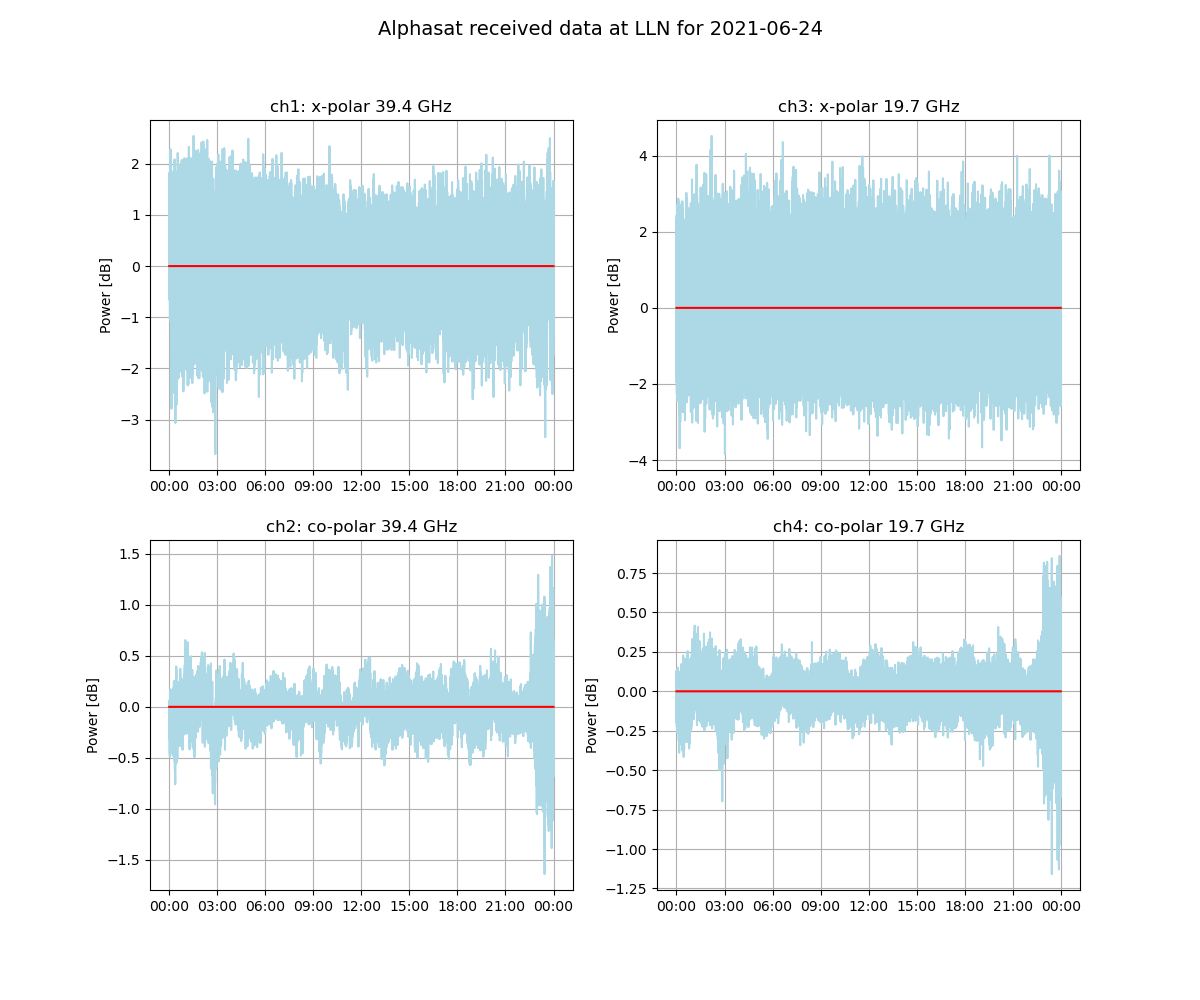 Alphasat received data at LLN for 2021-06-24
ch1: x-polar 39.4 GHz
Power [dB]
2
1
0
−1
−2
−3
00:00 03:00 06:00 09:00 12:00 15:00 18:00 21:00 00:00
ch3: x-polar 19.7 GHz
Power [dB]
4
2
0
−2
−4
00:00 03:00 06:00 09:00 12:00 15:00 18:00 21:00 00:00
ch2: co-polar 39.4 GHz
Power [dB]
1.5
1.0
0.5
0.0
−0.5
−1.0
−1.5
00:00 03:00 06:00 09:00 12:00 15:00 18:00 21:00 00:00
ch4: co-polar 19.7 GHz
Power [dB]
0.75
0.50
0.25
0.00
−0.25
−0.50
−0.75
−1.00
−1.25
00:00 03:00 06:00 09:00 12:00 15:00 18:00 21:00 00:00